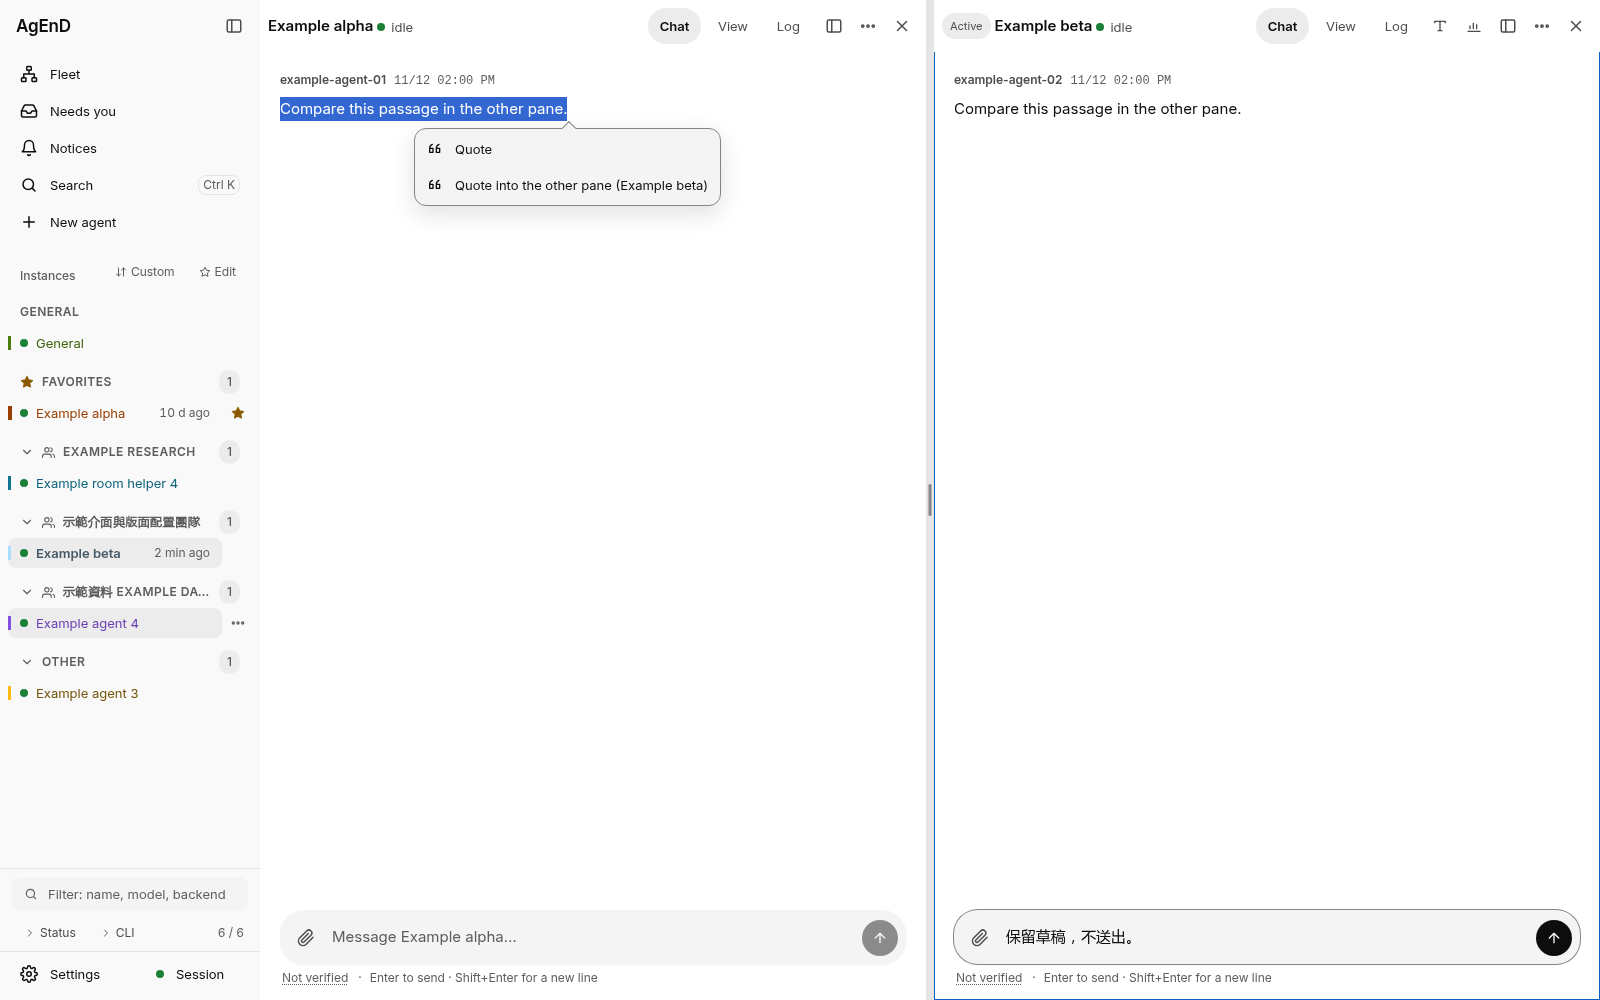 AgEnD
Fleet
Needs you
Notices
Search Ctrl K
New agent
Instances Custom Edit
GENERAL
General
FAVORITES 1
Example alpha 10 d ago
EXAMPLE RESEARCH 1
Example room helper 4
示範介面與版面配置團隊 1
Example beta 2 min ago
示範資料 EXAMPLE DA... 1
Example agent 4
OTHER 1
Example agent 3
Filter: name, model, backend
Status CLI 6 / 6
Settings Session
Example alpha idle Chat View Log
example-agent-01 11/12 02:00 PM
Compare this passage in the other pane.
Quote
Quote into the other pane (Example beta)
Message Example alpha...
Not verified · Enter to send · Shift+Enter for a new line
Active Example beta idle Chat View Log
example-agent-02 11/12 02:00 PM
Compare this passage in the other pane.
保留草稿，不送出。
Not verified · Enter to send · Shift+Enter for a new line